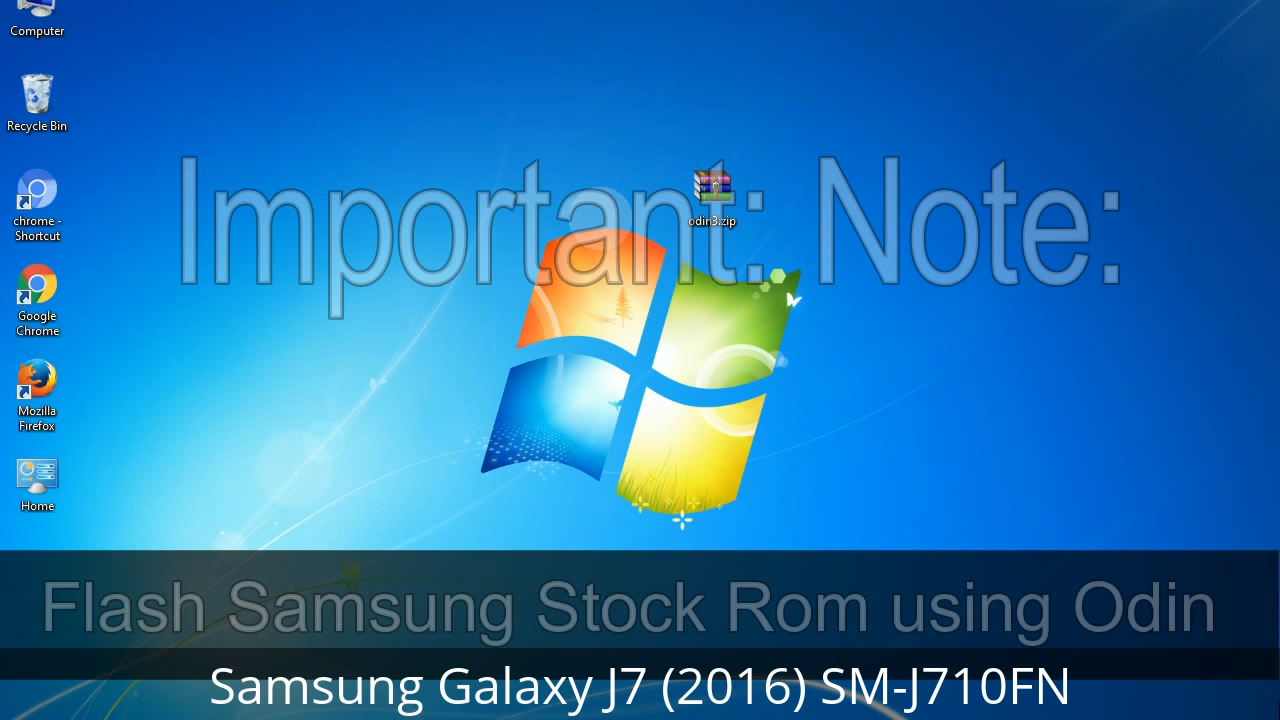 Computer
Recycle Bin
chrome -
Shortcut
Google
Chrome
Mozilla
Firefox
Home
odin3.zip
Important: Note:
Flash Samsung Stock Rom using Odin
Samsung Galaxy J7 (2016) SM-J710FN